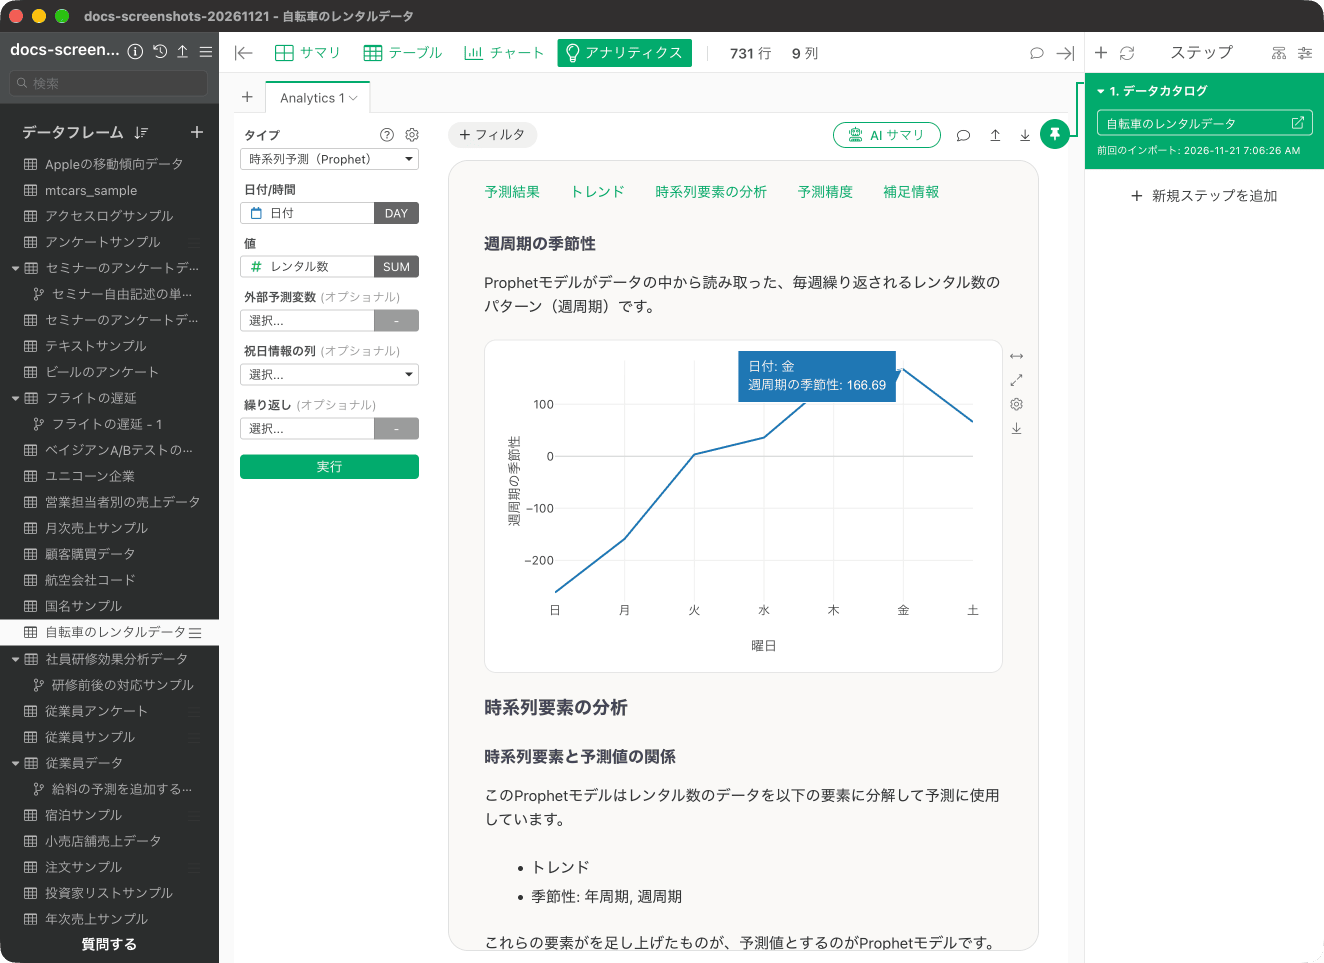 docs-screenshots-20261121 - 自転車のレンタルデータ
docs-screen...
検索
データフレーム
Appleの移動傾向データ
mtcars_sample
アクセスログサンプル
アンケートサンプル
セミナーのアンケートデ...
セミナー自由記述の単...
セミナーのアンケートデ...
テキストサンプル
ビールのアンケート
フライトの遅延
フライトの遅延 - 1
ベイジアンA/Bテストの...
ユニコーン企業
営業担当者別の売上データ
月次売上サンプル
顧客購買データ
航空会社コード
国名サンプル
自転車のレンタルデータ
社員研修効果分析データ
研修前後の対応サンプル
従業員アンケート
従業員サンプル
従業員データ
給料の予測を追加する...
宿泊サンプル
小売店舗売上データ
注文サンプル
投資家リストサンプル
年次売上サンプル
質問する
サマリ
テーブル
チャート
アナリティクス
731 行
9 列
Analytics 1
タイプ
時系列予測（Prophet）
日付/時間
日付
DAY
値
レンタル数
SUM
外部予測変数 (オプショナル)
選択...
-
祝日情報の列 (オプショナル)
選択...
繰り返し (オプショナル)
選択...
-
実行
+ フィルタ
AI サマリ
予測結果
トレンド
時系列要素の分析
予測精度
補足情報
週周期の季節性
Prophetモデルがデータの中から読み取った、毎週繰り返されるレンタル数の
パターン（週周期）です。
日付: 金
週周期の季節性: 166.69
週周期の季節性
100
0
−100
−200
日
月
火
水
木
金
土
曜日
時系列要素の分析
時系列要素と予測値の関係
このProphetモデルはレンタル数のデータを以下の要素に分解して予測に使用
しています。
• トレンド
• 季節性: 年周期, 週周期
これらの要素がを足し上げたものが、予測値とするのがProphetモデルです。
ステップ
1. データカタログ
自転車のレンタルデータ
前回のインポート: 2026-11-21 7:06:26 AM
+ 新規ステップを追加